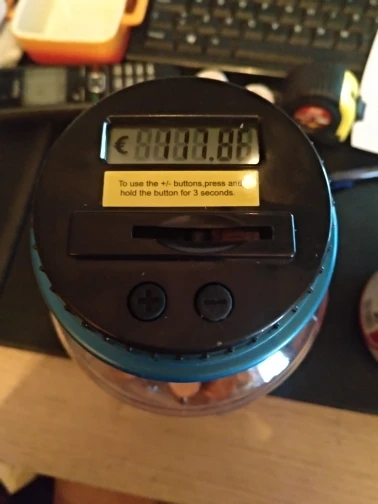 To use the +/- buttons,press and
hold the button for 3 seconds.